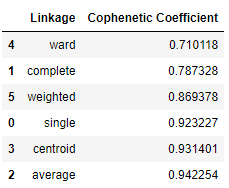 Linkage Cophenetic Coefficient
4 ward 0.710118
1 complete 0.787328
5 weighted 0.869378
0 single 0.923227
3 centroid 0.931401
2 average 0.942254